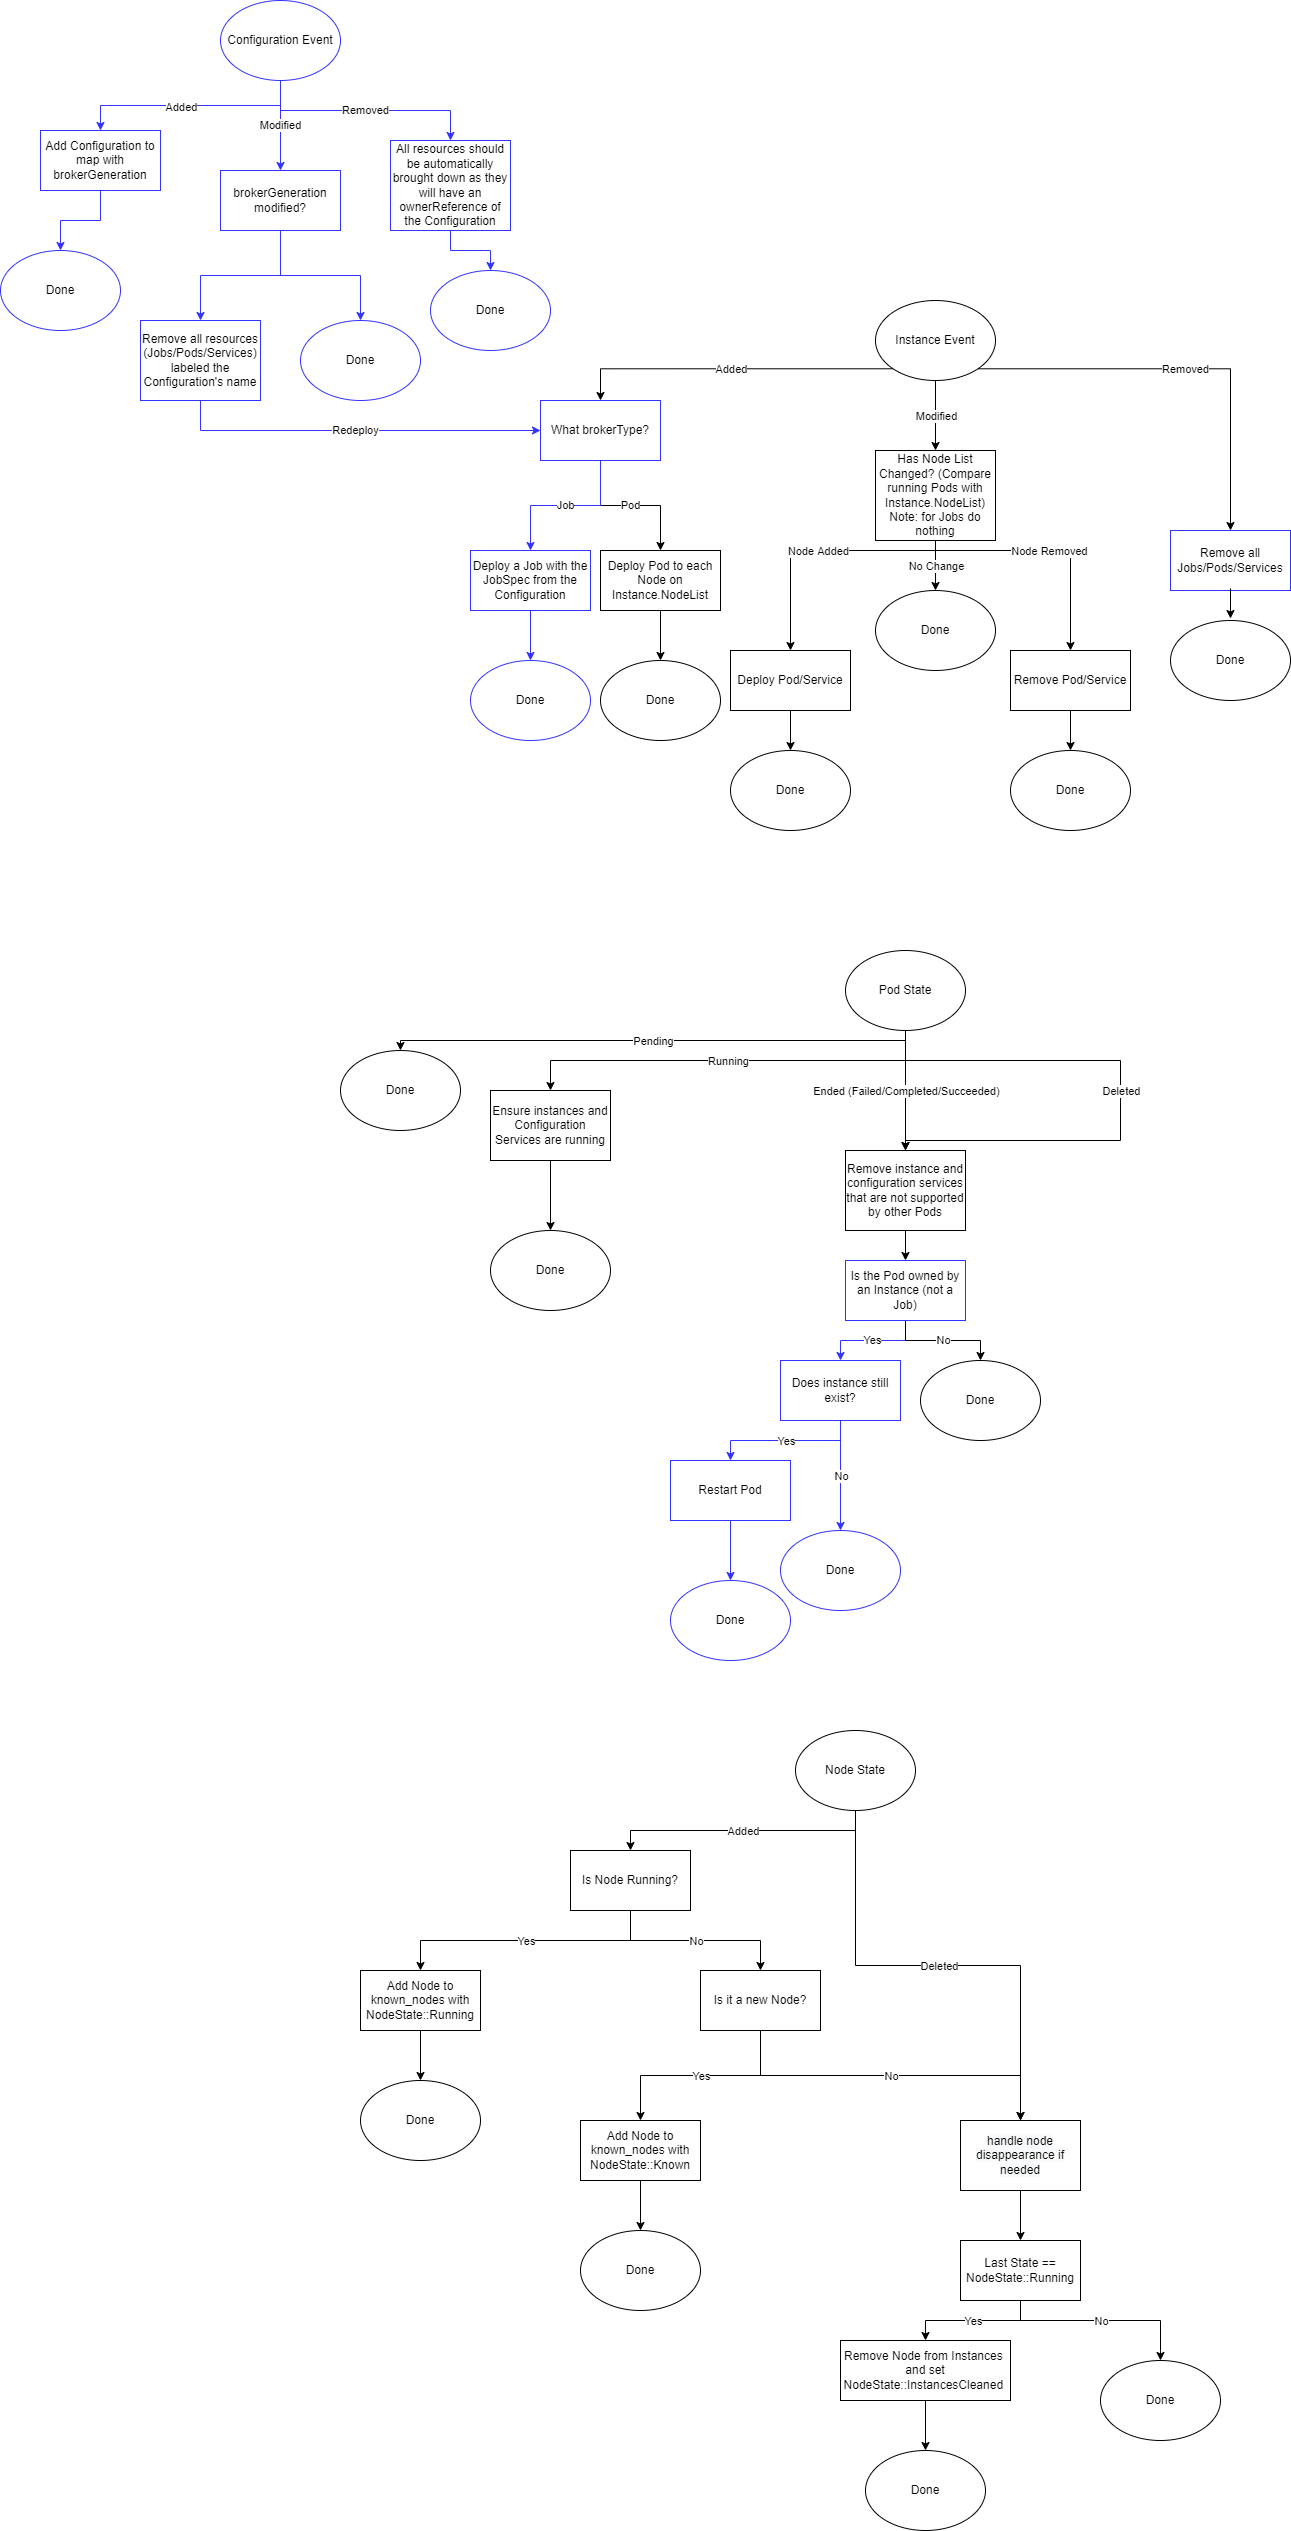 Configuration Event
Added
Modified
Removed
Add Configuration to
map with
brokerGeneration
Done
brokerGeneration
modified?
All resources should
be automatically
brought down as they
will have an
ownerReference of
the Configuration
Done
Remove all resources
(Jobs/Pods/Services)
labeled the
Configuration's name
Done
Redeploy
Instance Event
Added
Modified
Removed
What brokerType?
Job
Pod
Deploy a Job with the
JobSpec from the
Configuration
Done
Deploy Pod to each
Node on
Instance.NodeList
Done
Has Node List
Changed? (Compare
running Pods with
Instance.NodeList)
Note: for Jobs do
nothing
Node Added
No Change
Node Removed
Deploy Pod/Service
Done
Done
Remove Pod/Service
Done
Remove all
Jobs/Pods/Services
Done
Pod State
Pending
Running
Ended (Failed/Completed/Succeeded)
Deleted
Done
Ensure instances and
Configuration
Services are running
Done
Remove instance and
configuration services
that are not supported
by other Pods
Is the Pod owned by
an Instance (not a
Job)
Yes
No
Does instance still
exist?
Done
Yes
No
Restart Pod
Done
Done
Node State
Added
Deleted
Is Node Running?
Yes
No
Add Node to
known_nodes with
NodeState::Running
Done
Is it a new Node?
Yes
No
Add Node to
known_nodes with
NodeState::Known
Done
handle node
disappearance if
needed
Last State ==
NodeState::Running
Yes
No
Remove Node from Instances
and set
NodeState::InstancesCleaned
Done
Done